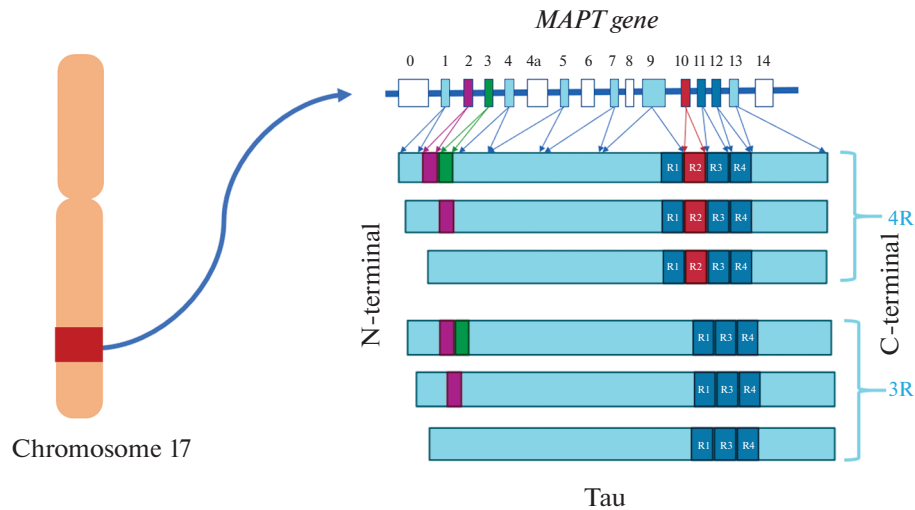 MAPT gene
0 1 2 3 4 4a 5 6 7 8 9 10 11 12 13 14
R1 R2 R3 R4
R1 R2 R3 R4
R1 R2 R3 R4
4R
N-terminal
C-terminal
R1 R3 R4
R1 R3 R4
R1 R3 R4
3R
Chromosome 17
Tau